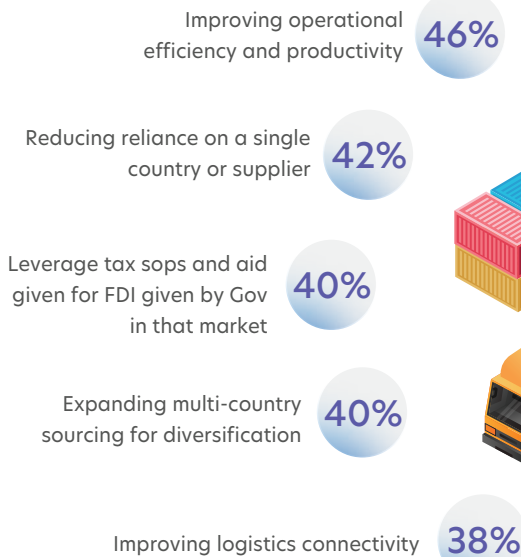 Improving operational
efficiency and productivity
46%
Reducing reliance on a single
country or supplier
42%
Leverage tax sops and aid
given for FDI given by Gov
in that market
40%
Expanding multi-country
sourcing for diversification
40%
Improving logistics connectivity
38%